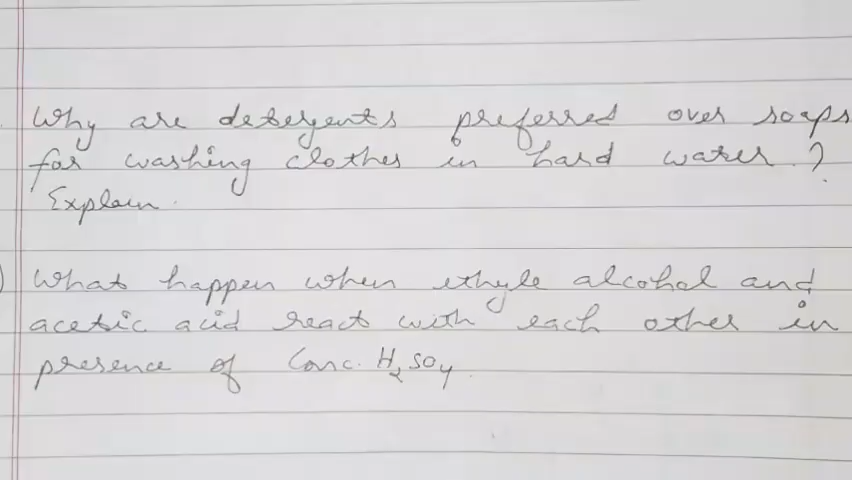 Why are detergents preferred over soaps
for washing clothes in hard water?
Explain.
) What happen when ethyle alcohol and
acetic acid react with each other in
presence of Conc. H₂SO₄.